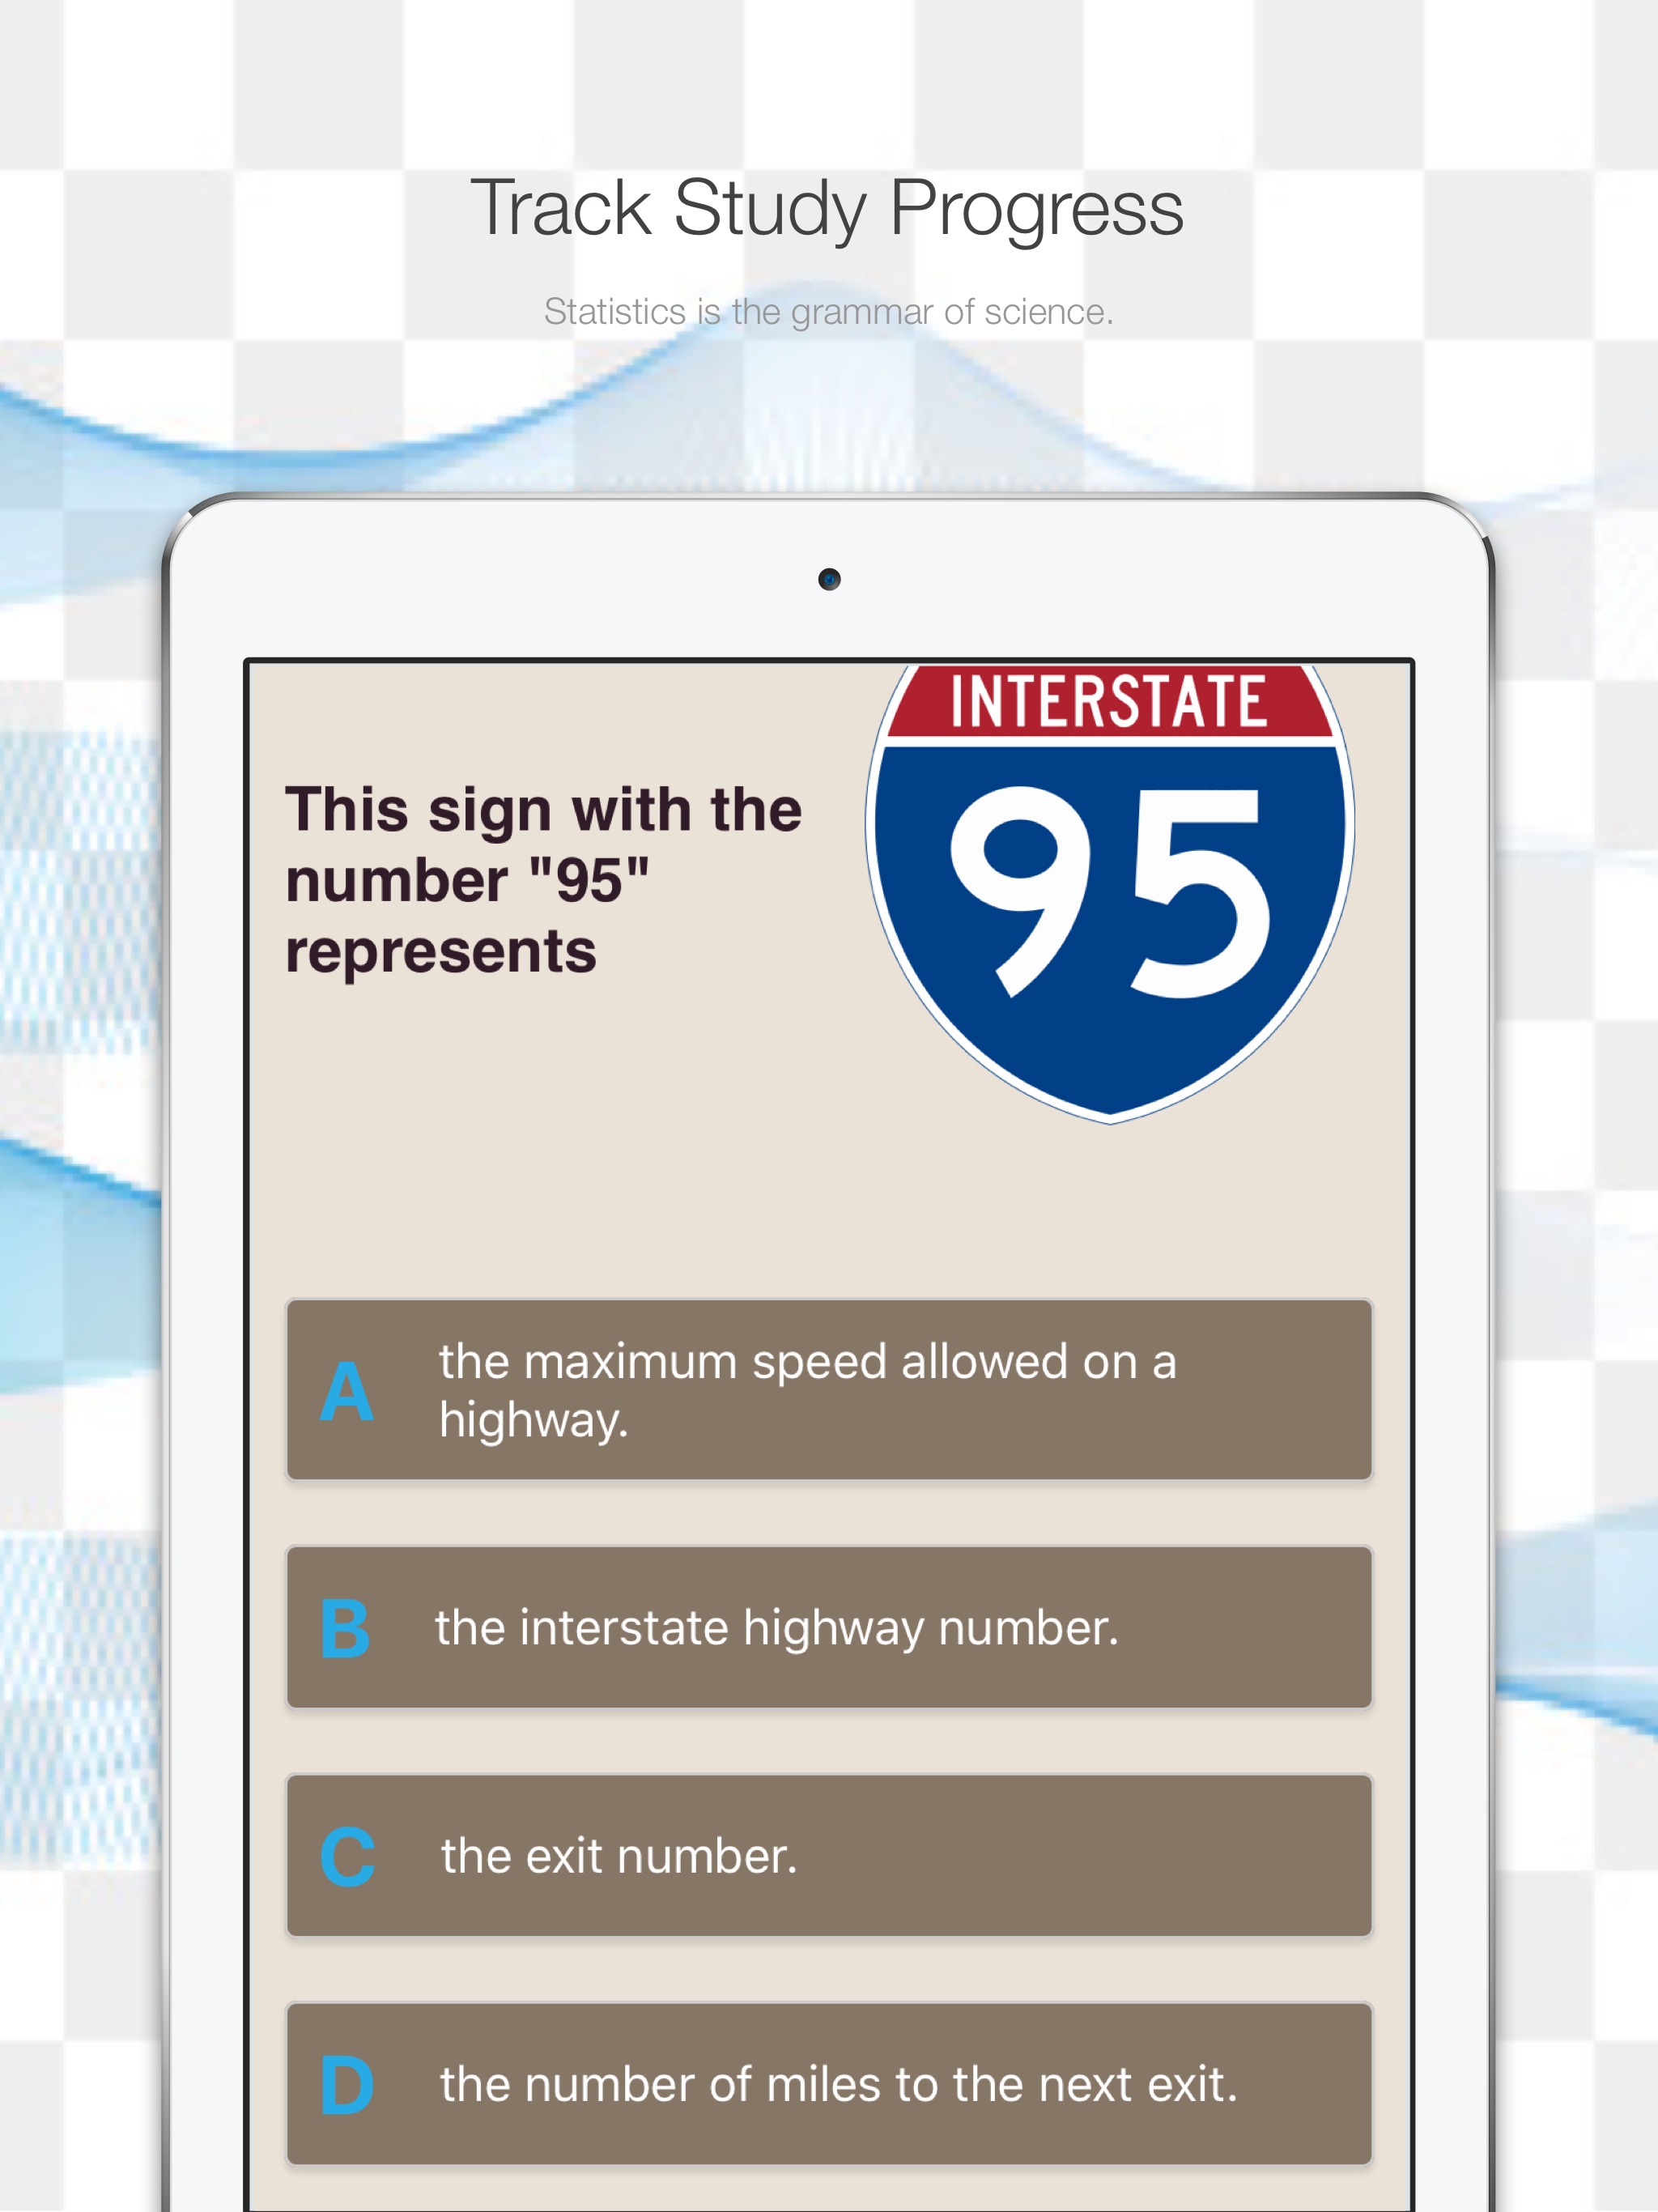 Track Study Progress
Statistics is the grammar of science.
INTERSTATE
95
This sign with the
number "95"
represents
A
the maximum speed allowed on a
highway.
B
the interstate highway number.
C
the exit number.
D
the number of miles to the next exit.